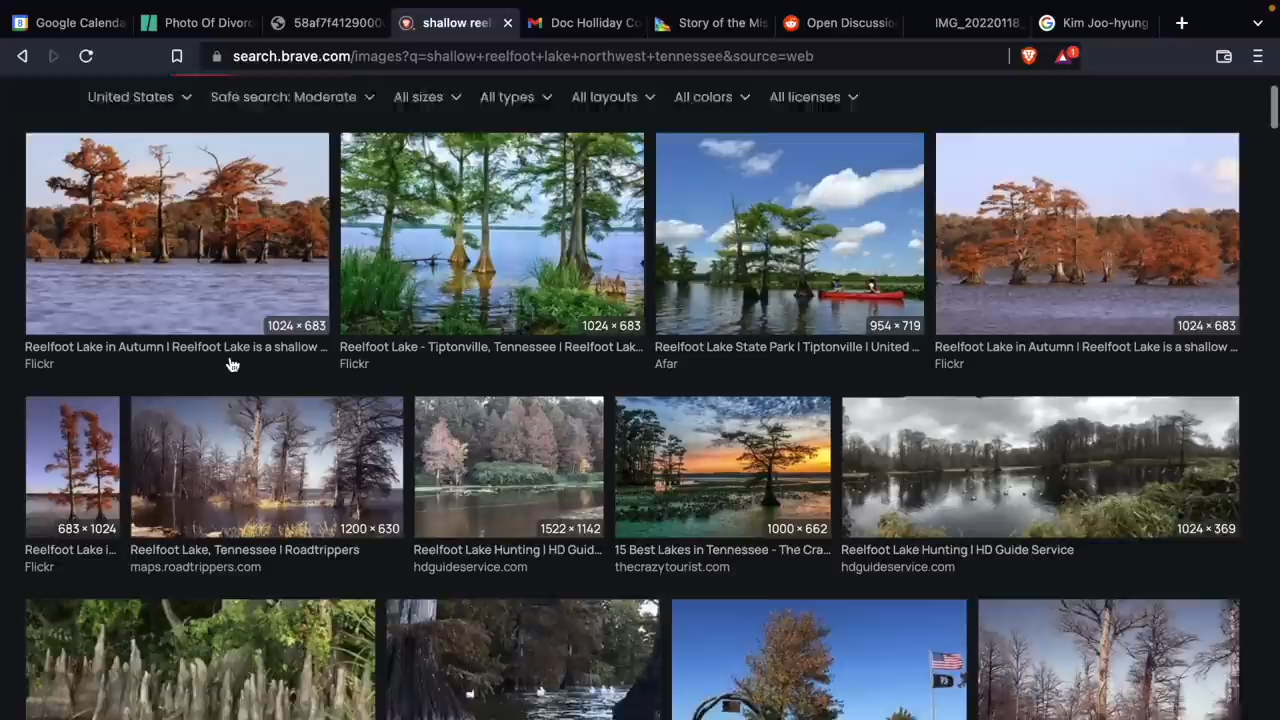 Google Calenda
Photo Of Divorc
58af7f4129000
shallow reel
Doc Holliday Co
Story of the Mis
Open Discussio
IMG_20220118_
Kim Joo-hyung
search.brave.com/images?q=shallow+reelfoot+lake+northwest+tennessee&source=web
1
United States
Safe search: Moderate
All sizes
All types
All layouts
All colors
All licenses
1024 × 683
1024 × 683
954 × 719
1024 × 683
Reelfoot Lake in Autumn | Reelfoot Lake is a shallow ...
Reelfoot Lake - Tiptonville, Tennessee | Reelfoot Lak...
Reelfoot Lake State Park | Tiptonville | United ...
Reelfoot Lake in Autumn | Reelfoot Lake is a shallow ...
Flickr
Flickr
Afar
Flickr
683 × 1024
1200 × 630
1522 × 1142
1000 × 662
1024 × 369
Reelfoot Lake i...
Reelfoot Lake, Tennessee | Roadtrippers
Reelfoot Lake Hunting | HD Guid...
15 Best Lakes in Tennessee - The Cra...
Reelfoot Lake Hunting | HD Guide Service
Flickr
maps.roadtrippers.com
hdguideservice.com
thecrazytourist.com
hdguideservice.com